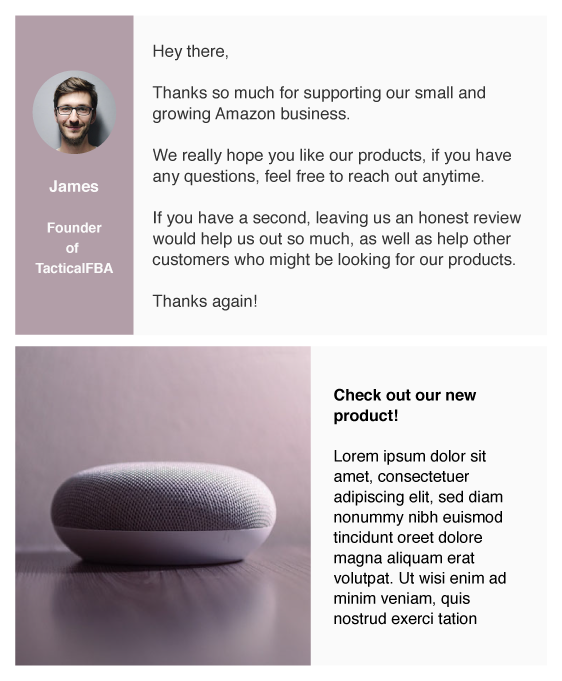 James
Founder
of
TacticalFBA
Hey there,
Thanks so much for supporting our small and
growing Amazon business.
We really hope you like our products, if you have
any questions, feel free to reach out anytime.
If you have a second, leaving us an honest review
would help us out so much, as well as help other
customers who might be looking for our products.
Thanks again!
Check out our new
product!
Lorem ipsum dolor sit
amet, consectetuer
adipiscing elit, sed diam
nonummy nibh euismod
tincidunt oreet dolore
magna aliquam erat
volutpat. Ut wisi enim ad
minim veniam, quis
nostrud exerci tation